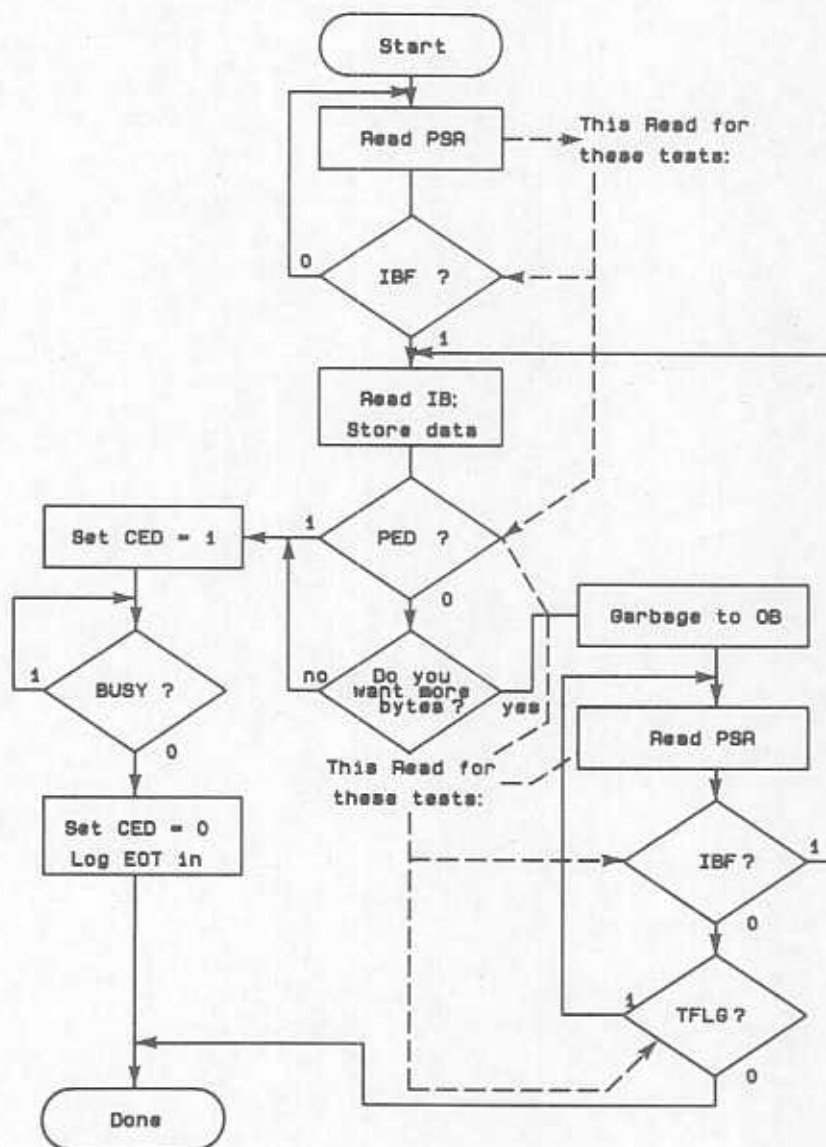 Start
Read PSR
This Read for
these tests:
0
IBF ?
1
Read IB;
Store data
Set CED = 1
1
PED ?
0
Garbage to OB
1
BUSY ?
0
no
Do you
want more
bytes ?
yes
Read PSR
This Read for
these tests:
Set CED = 0
Log EOT in
IBF ?
1
0
1
TFLG ?
0
Done